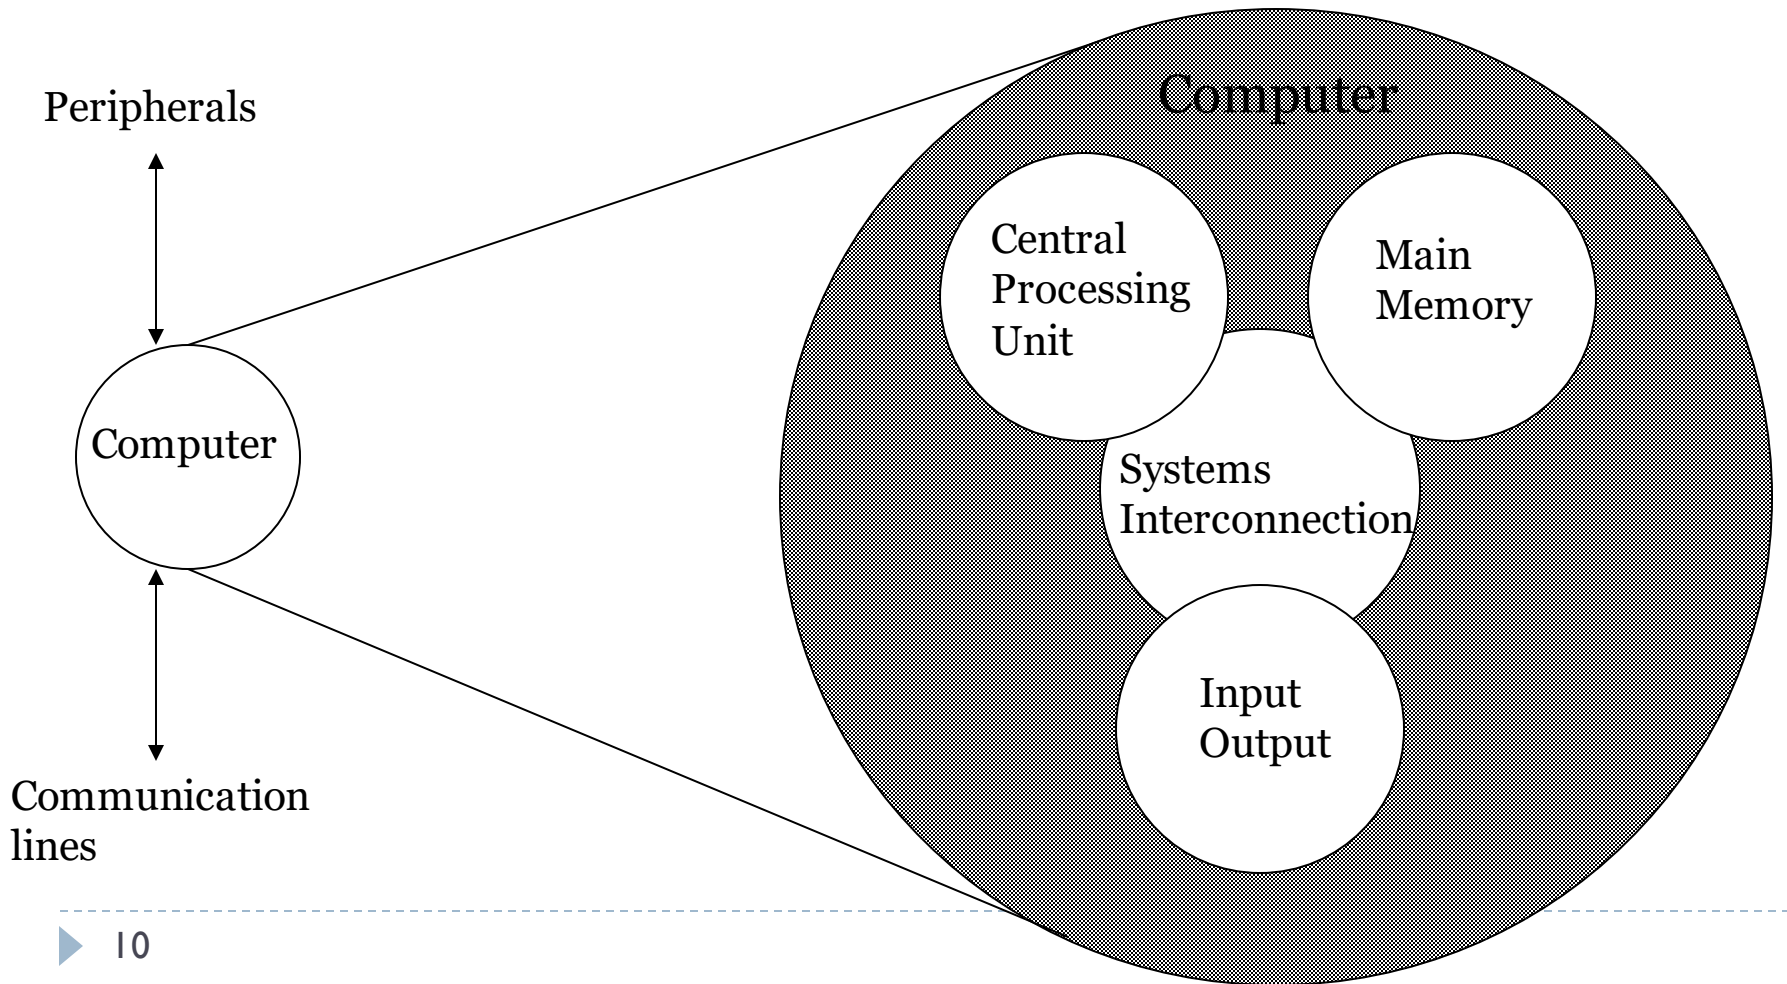 Peripherals
Computer
Communication
lines
Computer
Central
Processing
Unit
Main
Memory
Systems
Interconnection
Input
Output
10